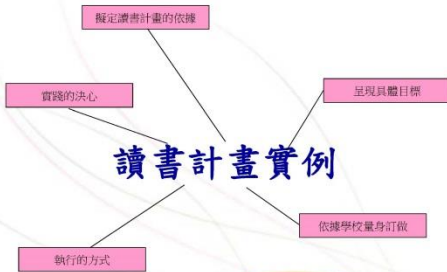 擬定讀書計畫的依據
實踐的決心
呈現具體目標
讀書計畫實例
依據學校量身訂做
執行的方式